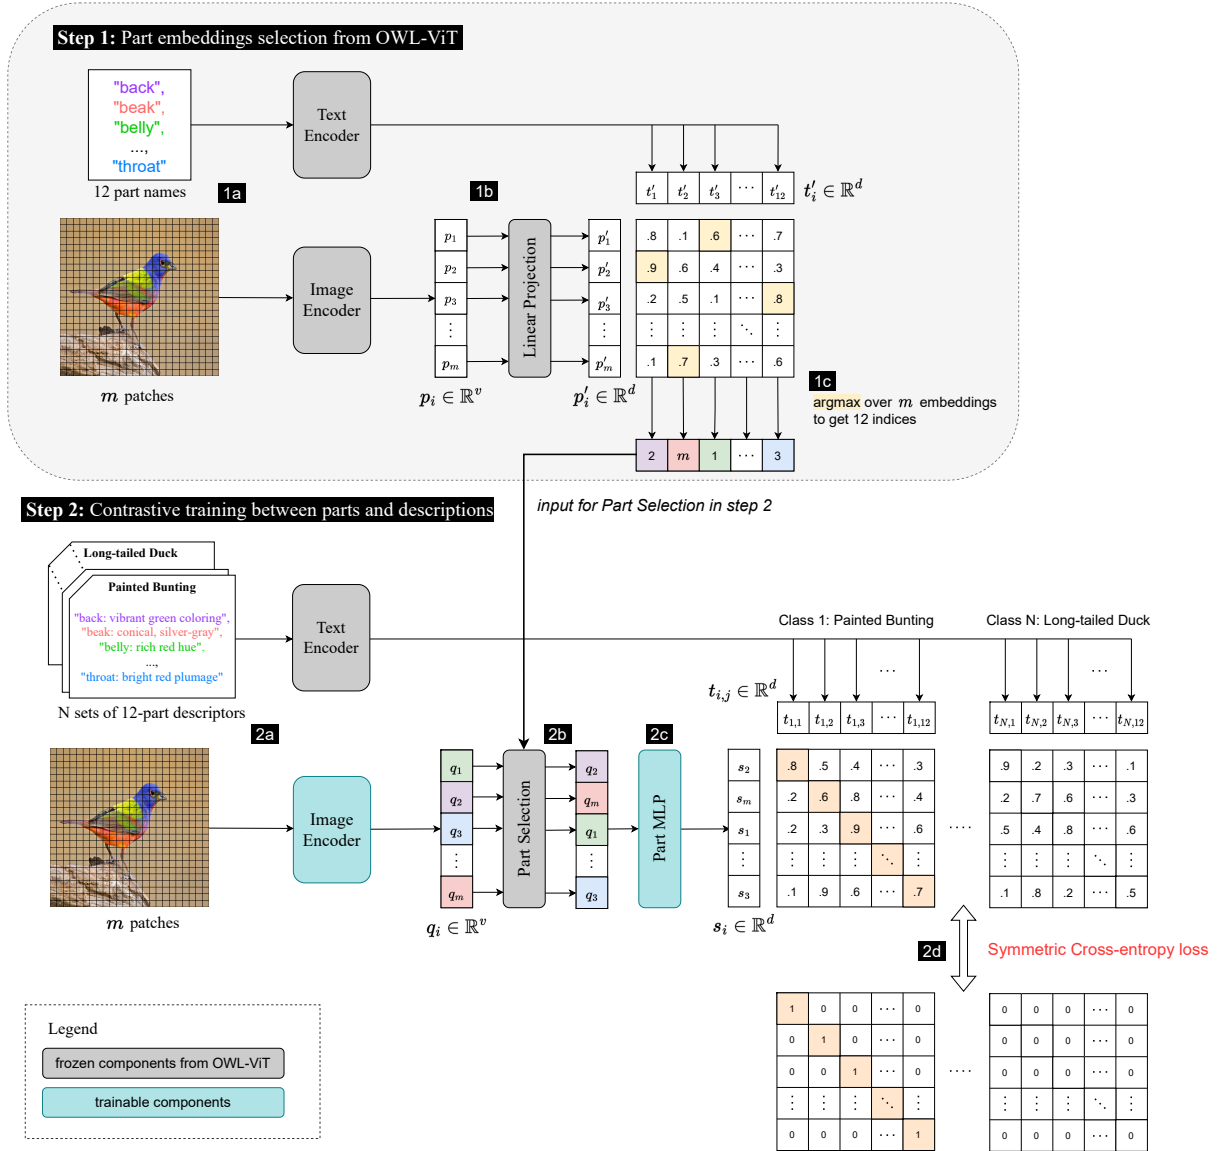 Step 1: Part embeddings selection from OWL-ViT
"back",
"beak",
"belly",
...,
"throat"
12 part names
Text
Encoder
1a
1b
t′₁ t′₂ t′₃ ⋯ t′₁₂
t′ᵢ ∈ ℝᵈ
m patches
Image
Encoder
p₁
p₂
p₃
⋮
pₘ
pᵢ ∈ ℝᵛ
Linear Projection
p′₁
p′₂
p′₃
⋮
p′ₘ
p′ᵢ ∈ ℝᵈ
.8 .1 .6 ⋯ .7
.9 .6 .4 ⋯ .3
.2 .5 .1 ⋯ .8
⋮ ⋮ ⋮ ⋱ ⋮
.1 .7 .3 ⋯ .6
1c
argmax over m embeddings
to get 12 indices
2 m 1 ⋯ 3
input for Part Selection in step 2
Step 2: Contrastive training between parts and descriptions
Long-tailed Duck
Painted Bunting
"back: vibrant green coloring",
"beak: conical, silver-gray",
"belly: rich red hue",
...,
"throat: bright red plumage"
N sets of 12-part descriptors
Text
Encoder
Class 1: Painted Bunting
Class N: Long-tailed Duck
⋯
⋯
tᵢ,ⱼ ∈ ℝᵈ
t₁,₁ t₁,₂ t₁,₃ ⋯ t₁,₁₂
t_N,1 t_N,2 t_N,3 ⋯ t_N,12
2a
2b
2c
m patches
Image
Encoder
q₁
q₂
q₃
⋮
qₘ
qᵢ ∈ ℝᵛ
Part Selection
q₂
qₘ
q₁
⋮
q₃
Part MLP
s₂
sₘ
s₁
⋮
s₃
sᵢ ∈ ℝᵈ
.8 .5 .4 ⋯ .3
.2 .6 .8 ⋯ .4
.2 .3 .9 ⋯ .6
⋮ ⋮ ⋮ ⋱ ⋮
.1 .9 .6 ⋯ .7
....
.9 .2 .3 ⋯ .1
.2 .7 .6 ⋯ .3
.5 .4 .8 ⋯ .6
⋮ ⋮ ⋮ ⋱ ⋮
.1 .8 .2 ⋯ .5
2d
Symmetric Cross-entropy loss
1 0 0 ⋯ 0
0 1 0 ⋯ 0
0 0 1 ⋯ 0
⋮ ⋮ ⋮ ⋱ ⋮
0 0 0 ⋯ 1
....
0 0 0 ⋯ 0
0 0 0 ⋯ 0
0 0 0 ⋯ 0
⋮ ⋮ ⋮ ⋱ ⋮
0 0 0 ⋯ 0
Legend
frozen components from OWL-ViT
trainable components